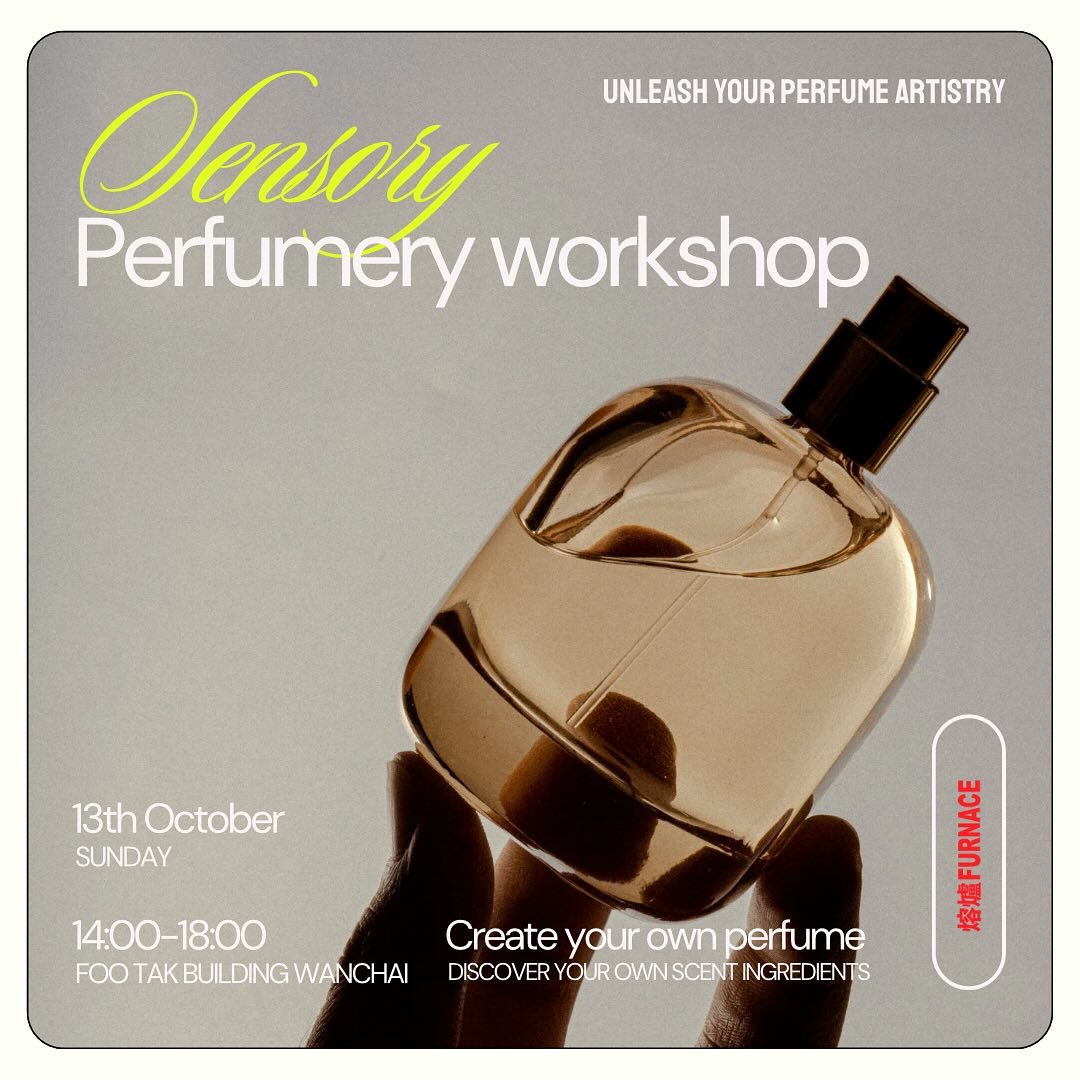 UNLEASH YOUR PERFUME ARTISTRY
Sensory
Perfumery workshop
13th October
SUNDAY
14:00–18:00
FOO TAK BUILDING WANCHAI
Create your own perfume
DISCOVER YOUR OWN SCENT INGREDIENTS
熔爐FURNACE